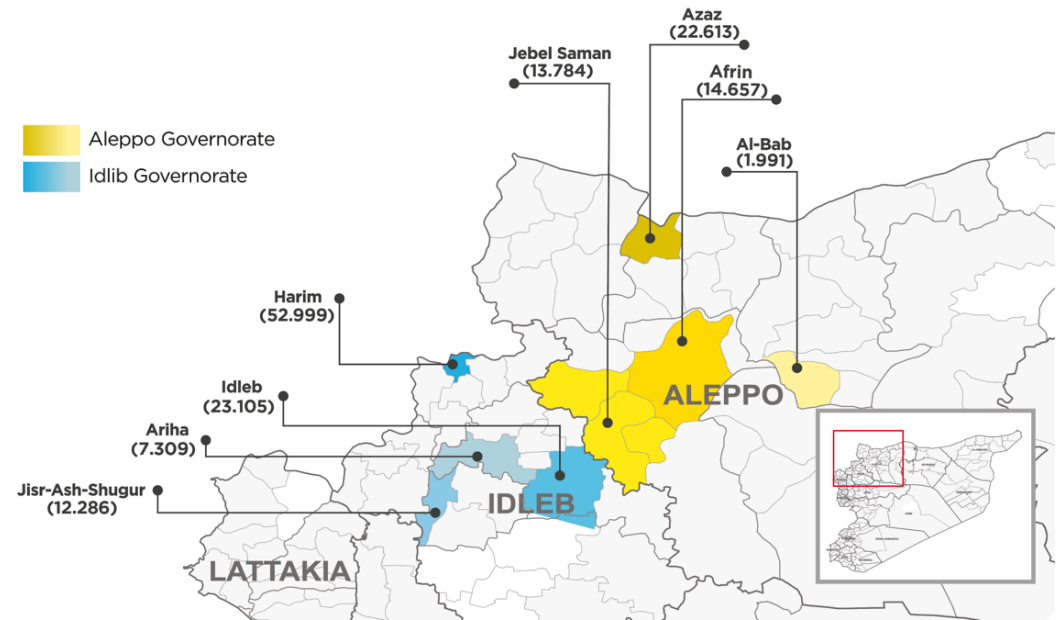 Azaz
(22.613)
Jebel Saman
(13.784)
Afrin
(14.657)
Al-Bab
(1.991)
Aleppo Governorate
Idlib Governorate
Harim
(52.999)
Idleb
(23.105)
Ariha
(7.309)
Jisr-Ash-Shugur
(12.286)
ALEPPO
IDLEB
LATTAKIA